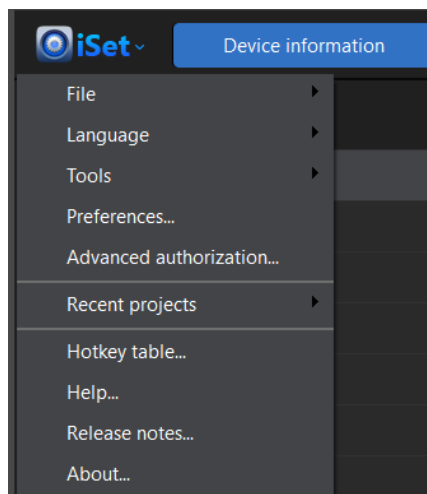 iSet
Device information
File
Language
Tools
Preferences...
Advanced authorization...
Recent projects
Hotkey table...
Help...
Release notes...
About...